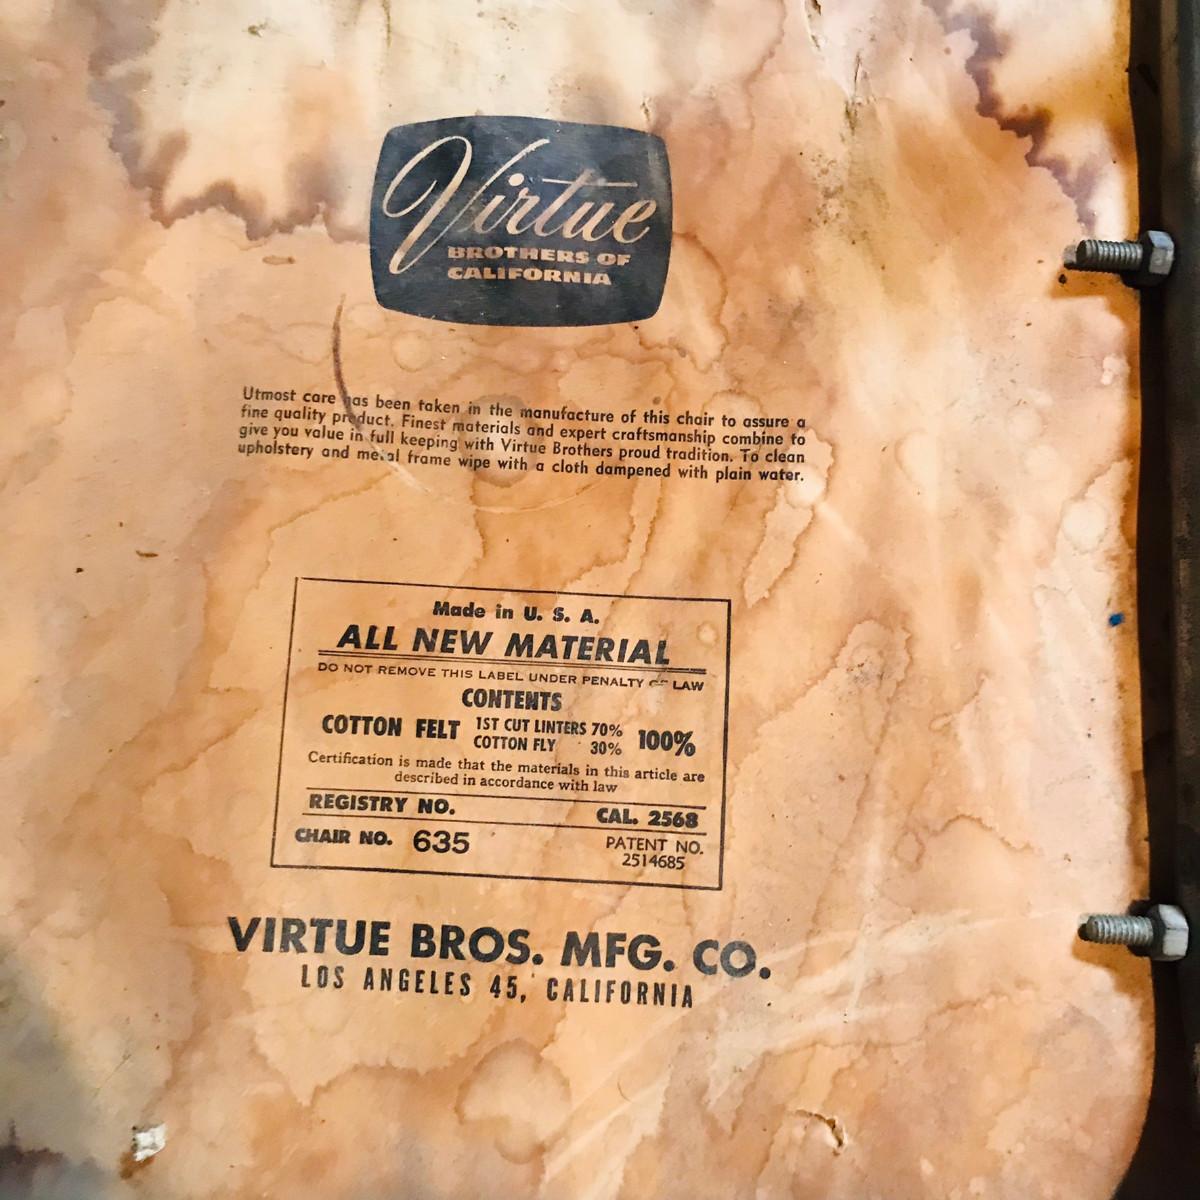 Virtue
BROTHERS OF
CALIFORNIA
Utmost care has been taken in the manufacture of this chair to assure a
fine quality product. Finest materials and expert craftsmanship combine to
give you value in full keeping with Virtue Brothers proud tradition. To clean
upholstery and metal frame wipe with a cloth dampened with plain water.
Made in U. S. A.
ALL NEW MATERIAL
DO NOT REMOVE THIS LABEL UNDER PENALTY OF LAW
CONTENTS
COTTON FELT 1ST CUT LINTERS 70% 100%
COTTON FLY 30%
Certification is made that the materials in this article are
described in accordance with law
REGISTRY NO. CAL. 2568
CHAIR NO. 635 PATENT NO.
2514685
VIRTUE BROS. MFG. CO.
LOS ANGELES 45, CALIFORNIA